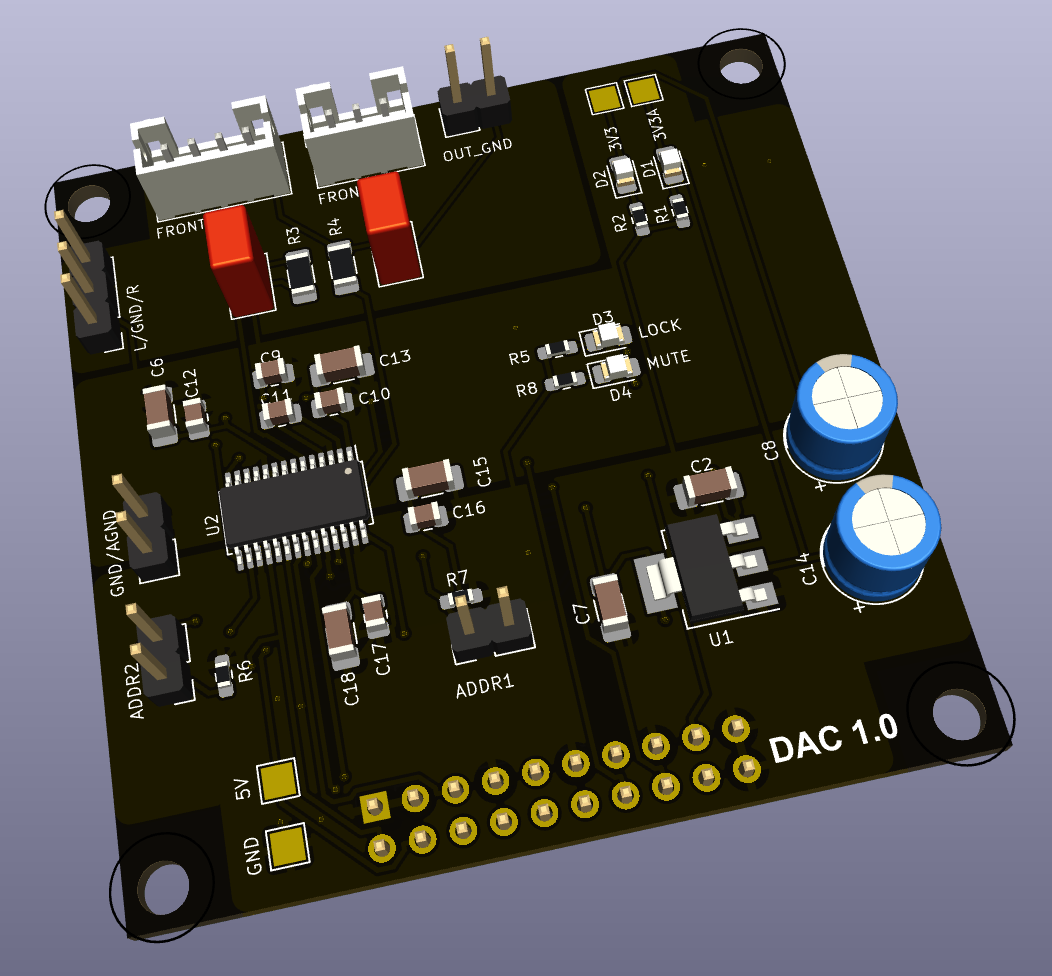 OUT_GND
3V3
3V3A
FRONT
FRON
D2
D1
R2
R1
L/GND/R
R3
R4
D3
LOCK
R5
MUTE
R8
D4
C6
C12
C9
C13
C11
C10
C8
+
U2
C15
C16
C2
GND/AGND
C14
+
R7
C7
U1
ADDR2
R6
C18
C17
ADDR1
5V
GND
DAC 1.0